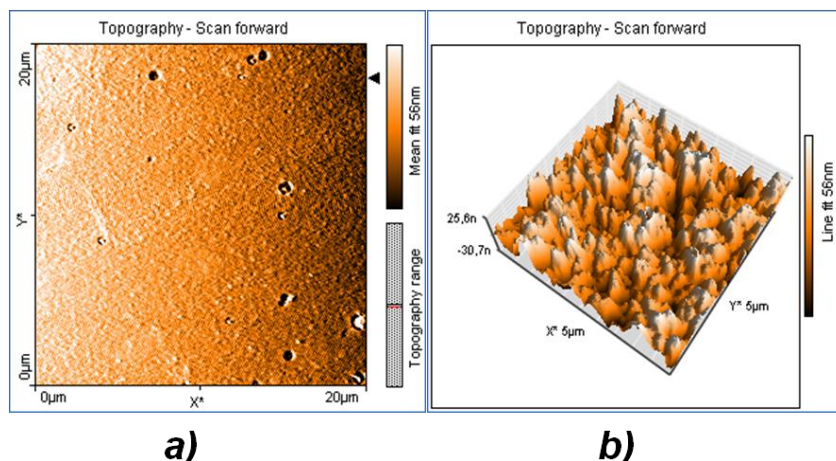 Topography - Scan forward
20µm
Y*
0µm
0µm
X*
20µm
Mean fit 56nm
Topography range
a)
Topography - Scan forward
25,6n
-30,7n
X* 5µm
Y* 5µm
Line fit 56nm
b)